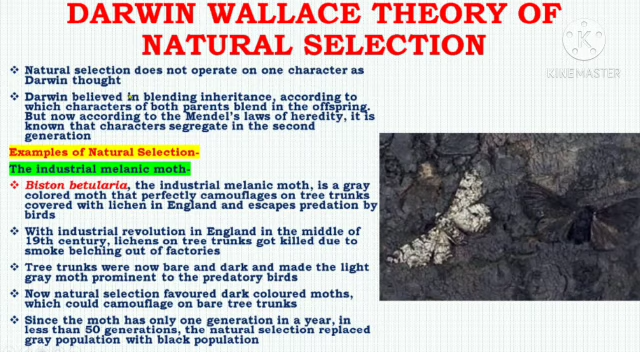 DARWIN WALLACE THEORY OF
NATURAL SELECTION
KINEMASTER
❖ Natural selection does not operate on one character as
Darwin thought
❖ Darwin believed in blending inheritance, according to
which characters of both parents blend in the offspring.
But now according to the Mendel's laws of heredity, it is
known that characters segregate in the second
generation
Examples of Natural Selection-
The industrial melanic moth-
❖ Biston betularia, the industrial melanic moth, is a gray
colored moth that perfectly camouflages on tree trunks
covered with lichen in England and escapes predation by
birds
❖ With industrial revolution in England in the middle of
19th century, lichens on tree trunks got killed due to
smoke belching out of factories
❖ Tree trunks were now bare and dark and made the light
gray moth prominent to the predatory birds
❖ Now natural selection favoured dark coloured moths,
which could camouflage on bare tree trunks
❖ Since the moth has only one generation in a year, in
less than 50 generations, the natural selection replaced
gray population with black population